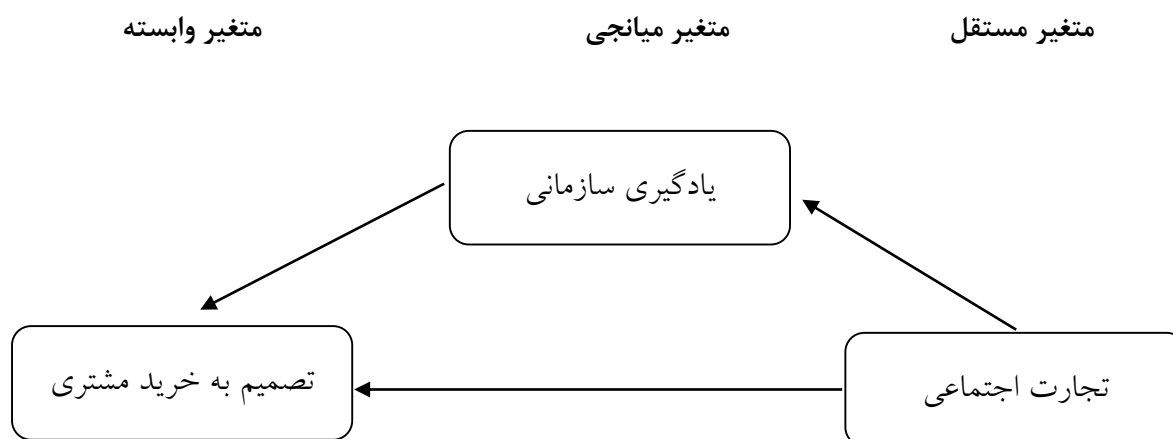 متغیر مستقل
متغیر میانجی
متغیر وابسته
یادگیری سازمانی
تجارت اجتماعی
تصمیم به خرید مشتری